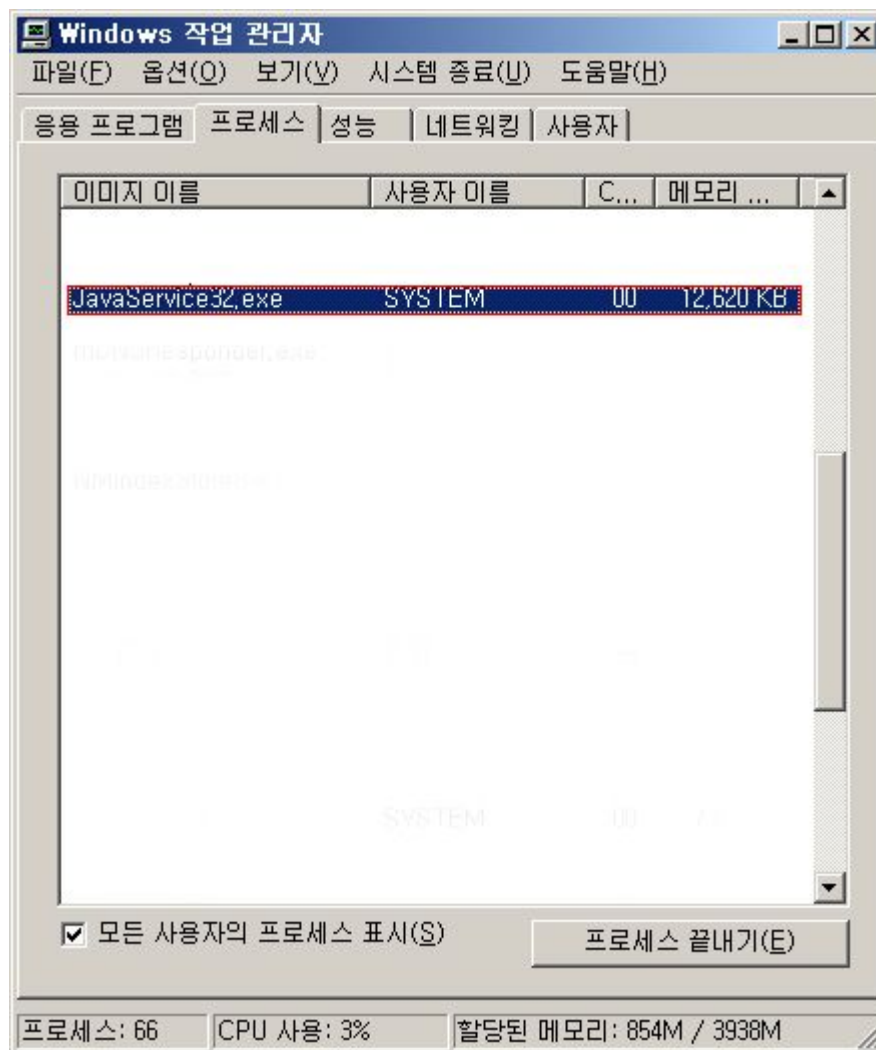 Windows 작업 관리자
파일(F) 옵션(O) 보기(V) 시스템 종료(U) 도움말(H)
응용 프로그램 프로세스 성능 네트워킹 사용자
이미지 이름 사용자 이름 C... 메모리 ...
JavaService32.exe SYSTEM 00 12,620 KB
SYSTEM 00
모든 사용자의 프로세스 표시(S) 프로세스 끝내기(E)
프로세스: 66 CPU 사용: 3% 할당된 메모리: 854M / 3938M